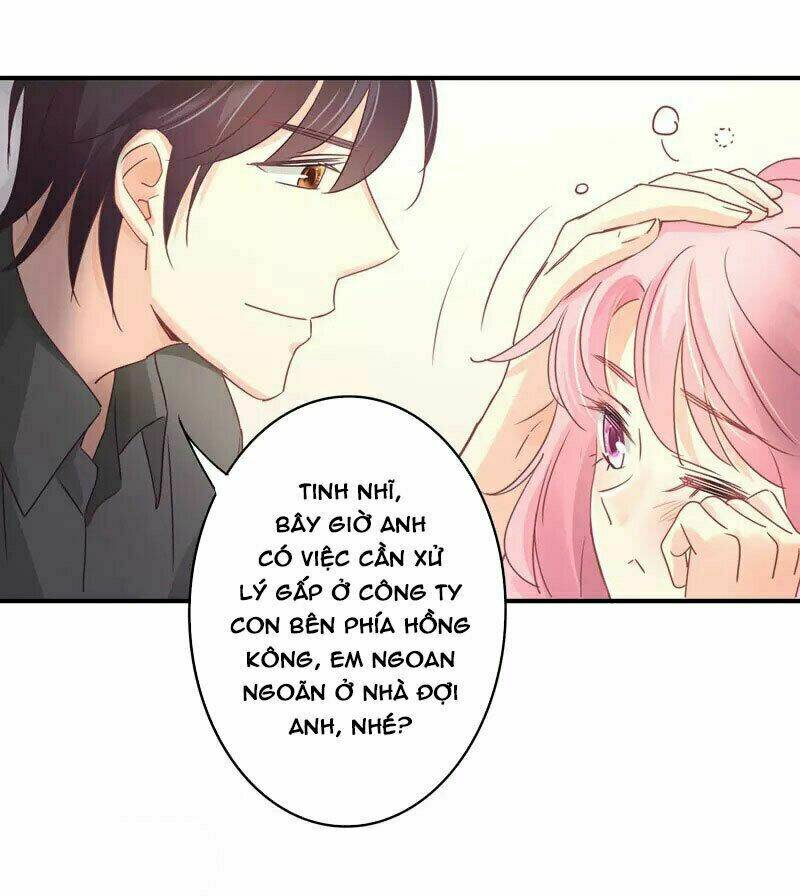 TINH NHĨ,
BÂY GIỜ ANH
CÓ VIỆC CẦN XỬ
LÝ GẤP Ở CÔNG TY
CON BÊN PHÍA HỒNG
KÔNG, EM NGOAN
NGOÃN Ở NHÀ ĐỢI
ANH, NHÉ?